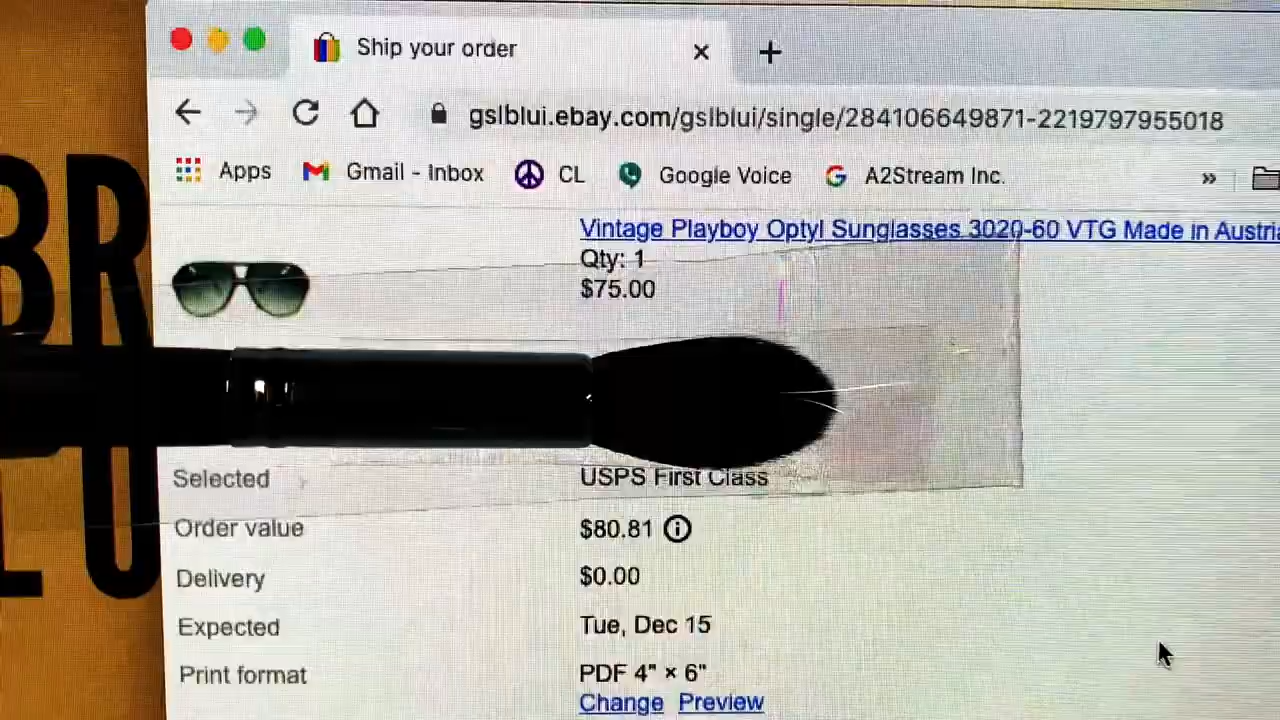 Ship your order
gslblui.ebay.com/gslblui/single/284106649871-2219797955018
Apps Gmail - Inbox CL Google Voice A2Stream Inc. »
Vintage Playboy Optyl Sunglasses 3020-60 VTG Made in Austri
Qty: 1
$75.00
Selected USPS First Class
Order value $80.81
Delivery $0.00
Expected Tue, Dec 15
Print format PDF 4" × 6"
Change Preview
BR